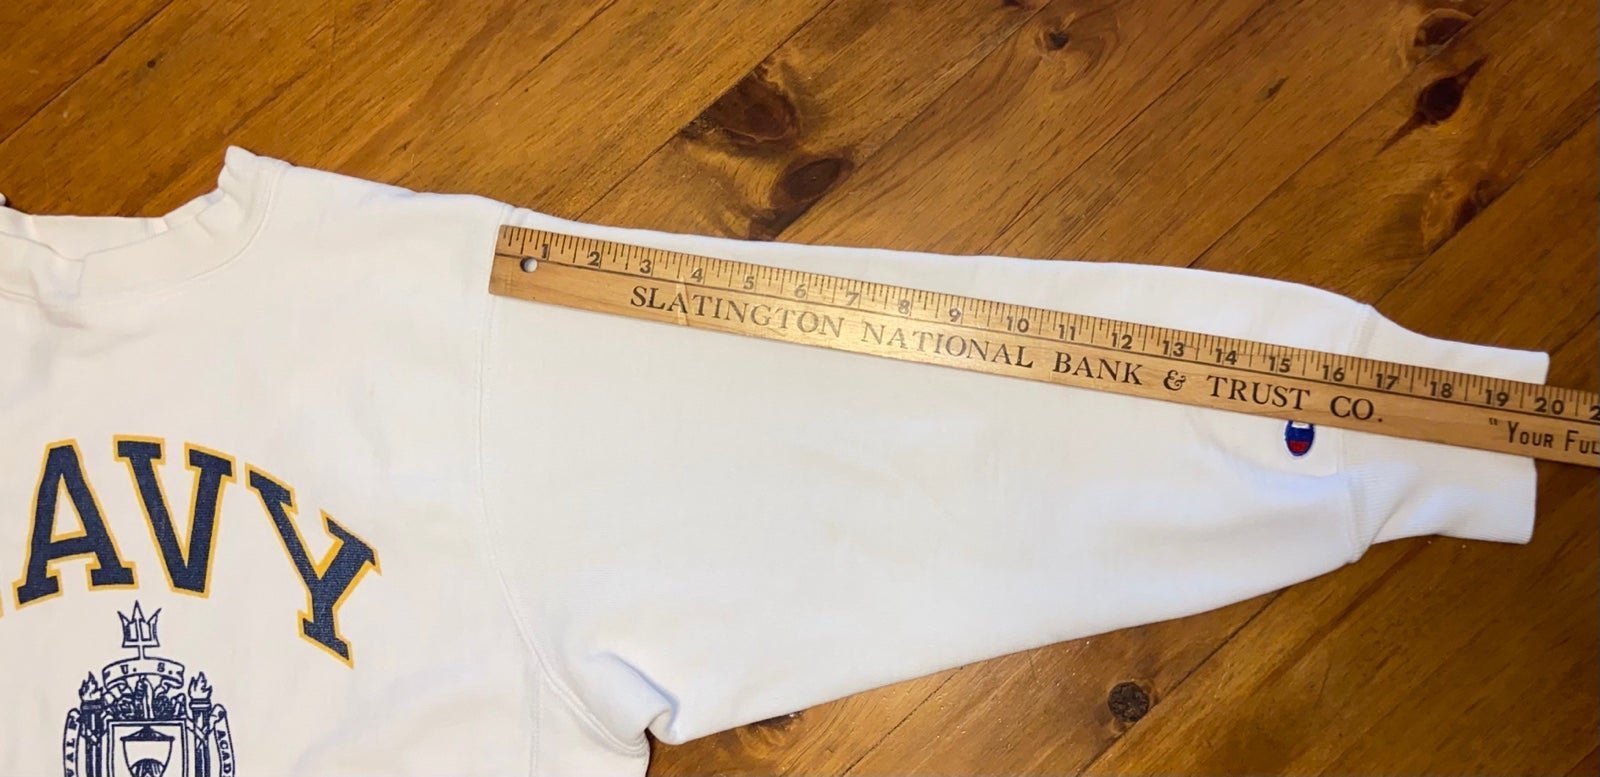 1 2 3 4 5 6 7 8 9 10 11 12 13 14 15 16 17 18 19 20
SLATINGTON NATIONAL BANK & TRUST CO.
"YOUR FUL
AVY
U. S.